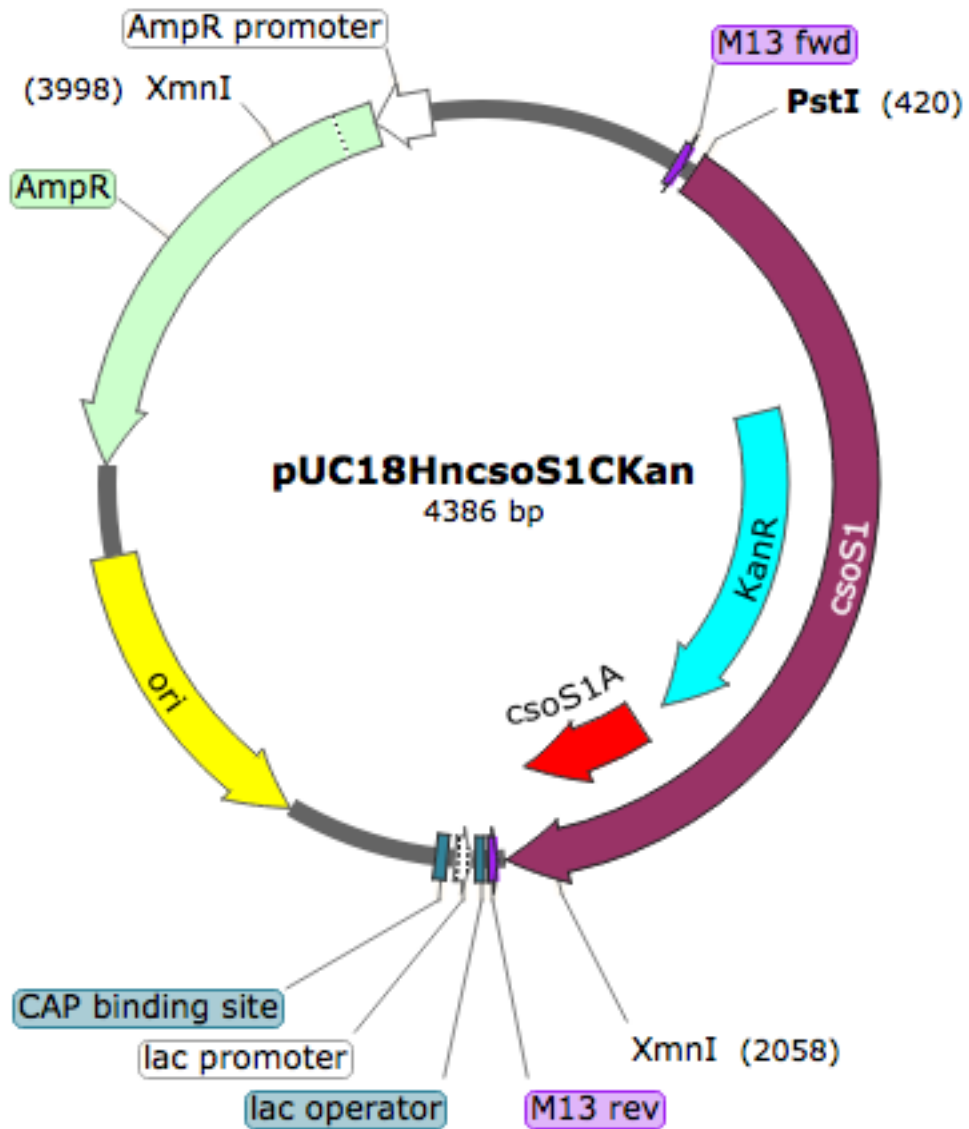 AmpR promoter
M13 fwd
(3998) XmnI
PstI (420)
AmpR
pUC18HncsoS1CKan
4386 bp
KanR
csoS1
ori
csoS1A
CAP binding site
XmnI (2058)
lac promoter
lac operator
M13 rev